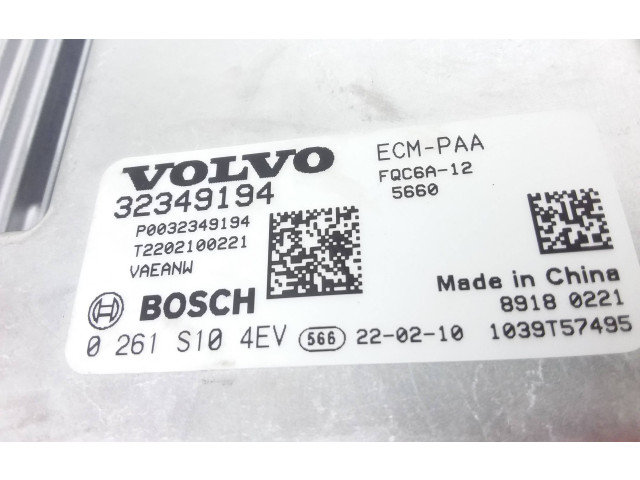 VOLVO
32349194
P0032349194
T2202100221
VAEANW
ECM-PAA
FQC6A-12
5660
BOSCH
Made in China
8918 0221
0 261 S10 4EV 566 22-02-10 1039T57495